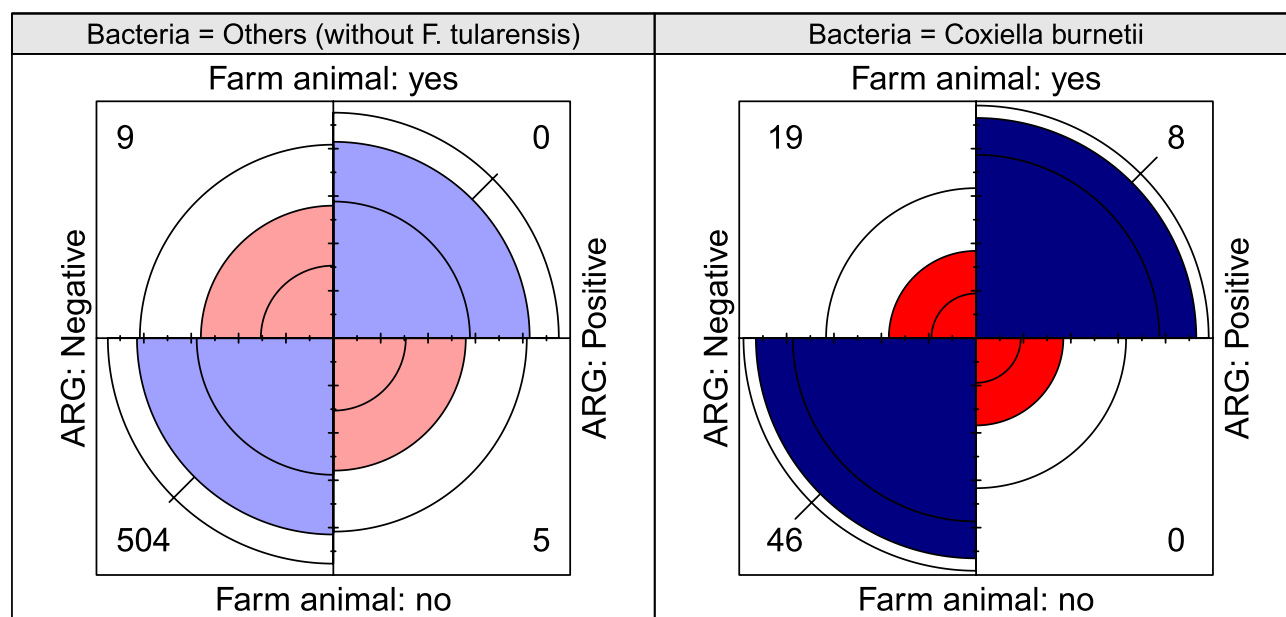 Bacteria = Others (without F. tularensis)
Farm animal: yes
9
0
ARG: Negative
ARG: Positive
504
5
Farm animal: no
Bacteria = Coxiella burnetii
Farm animal: yes
19
8
ARG: Negative
ARG: Positive
46
0
Farm animal: no